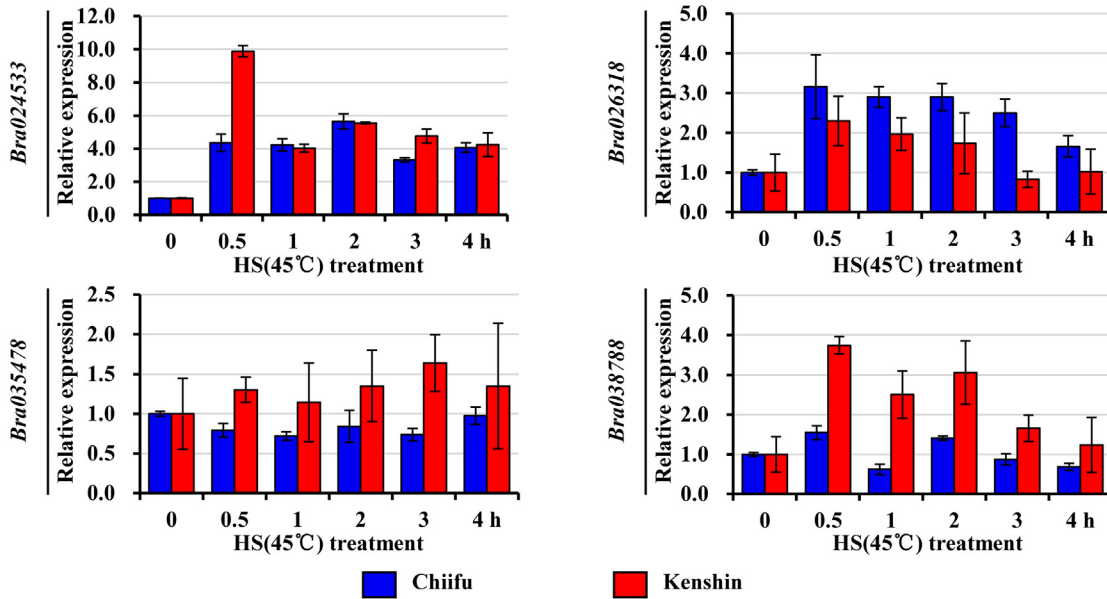 Bra024533
Relative expression
12.0
10.0
8.0
6.0
4.0
2.0
0.0
0 0.5 1 2 3 4 h
HS(45℃) treatment
Bra026318
Relative expression
5.0
4.0
3.0
2.0
1.0
0.0
0 0.5 1 2 3 4 h
HS(45℃) treatment
Bra035478
Relative expression
2.5
2.0
1.5
1.0
0.5
0.0
0 0.5 1 2 3 4 h
HS(45℃) treatment
Bra038788
Relative expression
5.0
4.0
3.0
2.0
1.0
0.0
0 0.5 1 2 3 4 h
HS(45℃) treatment
Chiifu Kenshin